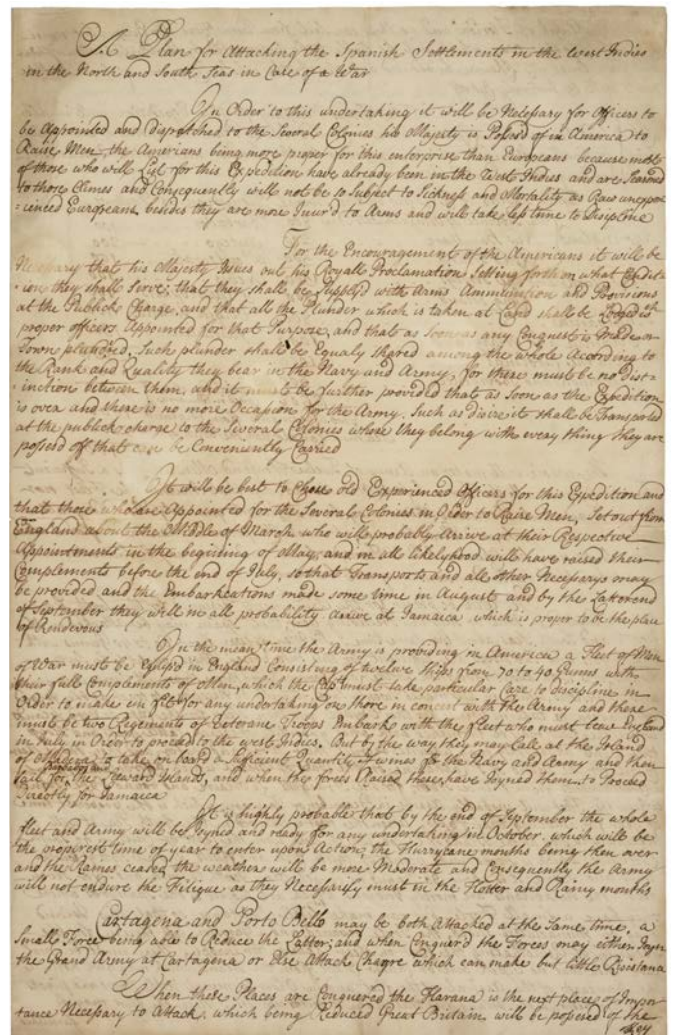 A Plan for Attacking the Spanish Settlements in the West Indies
in the North and South Seas in Case of a War
In Order to this undertaking it will be Necessary for Officers to
be Appointed and Dispatched to the Several Colonies his Majesty is Possesd of in America to
Raise Men the Amerians being more proper for this enterprise than Europeans because most
of those who will List for this Expedition have already been in the West Indies and are Seasond
to those Climes and Consequently will not be so Subject to Sickness and Mortality as Raw unexpe
=ienced Europeans besides they are more Inur'd to Arms and will take less time to Discipline
For the Encouragement of the Americans it will be
Necessary that his Majesty Issues out his Royall Proclamation Setting forth on what Expedit
=ion they shall Serve; that they shall be Supply'd with Arms Ammunition and Provisions
at the Publick Charge, and that all the Plunder which is taken at Land shall be Lodged
proper officers Appointed for that Purpose, and that as soon as any Conquest is Made or
Town plundred, Such plunder shall be Equaly shared among the whole According to
the Rank and Quality they bear in the Navy and Army, for there must be no dist=
=inction between them, and it must be further provided that as soon as the Expedition
is over and there is no more Occasion for the Army, Such as desire it shall be Transported
at the publick charge to the Several Colonies where they belong with every thing they are
possesd off that can be Conveniently Carried
It will be best to Chose old Experienced Officers for this Expedition and
that those who are Appointed for the Several Colonies in Order to Raise Men, Set out from
England about the Middle of March who will probably Arrive at their Respective
Appointments in the begining of May, and in all likelyhood will have raised their
Complements before the end of July, so that Transports and all other Necessarys may
be provided and the Embarkcations made some time in August and by the Latter end
of September they will in all probability arrive at Jamaica which is proper to be the place
of Rendevous
In the mean time the Army is providing in America a Fleet of Men
of War must be in England Consisting of twelve Ships from 70 to 40 Gunns with
their full Complements of Men, which the Capt must take particular Care to discipline in
Order to make em fit for any undertaking on shore in concert with the Army and there
must be two Regiments of Veterane Troops Embark with the fleet who must leave England
in July in Order to proceed to the west Indies. But by the way they may Call at the Island
of Madera to take on board a Sufficient Quantity of wines for the Navy and Army and then
Sail for the Leward Islands, and when the forces Raised there have Joyned them to Proceed
Directly for Jamaica
It is highly probable that by the end of September the whole
fleet and Army will be Joyned and ready for any undertaking in October, which will be
the properest time of year to enter upon Action, the Hurrycane months being then over
and the Raines ceased the weather will be more Moderate and Consequently the Army
will not endure the Fatigue as they Necessarily must in the Hotter and Rainy months
Cartagena and Porto Bello may be both Attacked at the Same time, a
Small Force being able to Reduce the Latter, and when Conquerd the Forces may either Joyn
the Grand Army at Cartagena or Else Attack Chagre which can make but little Resistance
When these Places are Conquered the Havana is the next place of Impor
tance Necessary to Attack, which being Reduced Great Britain will be possesd of the